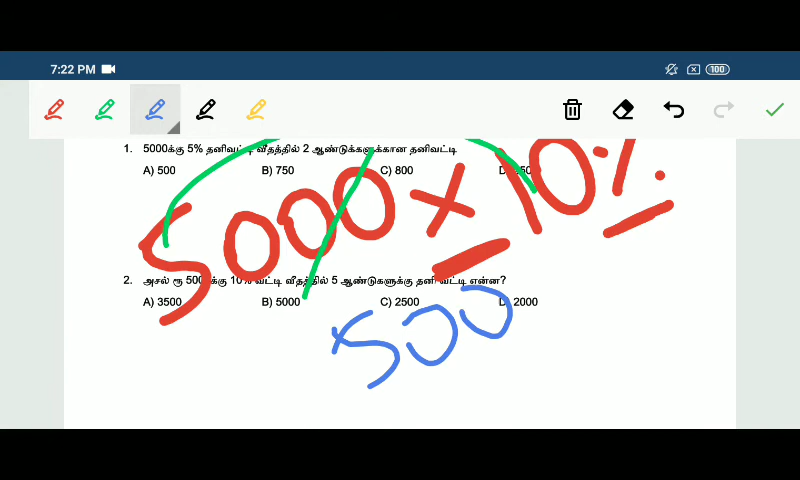 7:22 PM
100
1. 5000க்கு 5% தனிவட்டி வீதத்தில் 2 ஆண்டுக்களுக்கான தனிவட்டி
A) 500 B) 750 C) 800
5000 x 10%.
2. அசல் ரூ 5000க்கு 10% வட்டி வீதத்தில் 5 ஆண்டுகளுக்கு தனி வட்டி என்ன?
A) 3500 B) 5000 C) 2500 D) 2000
500